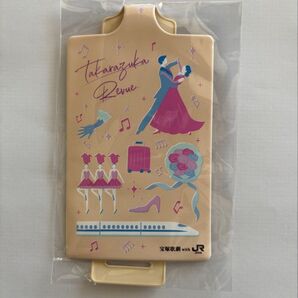 Takarazuka
Revue
宝塚歌劇 with JR